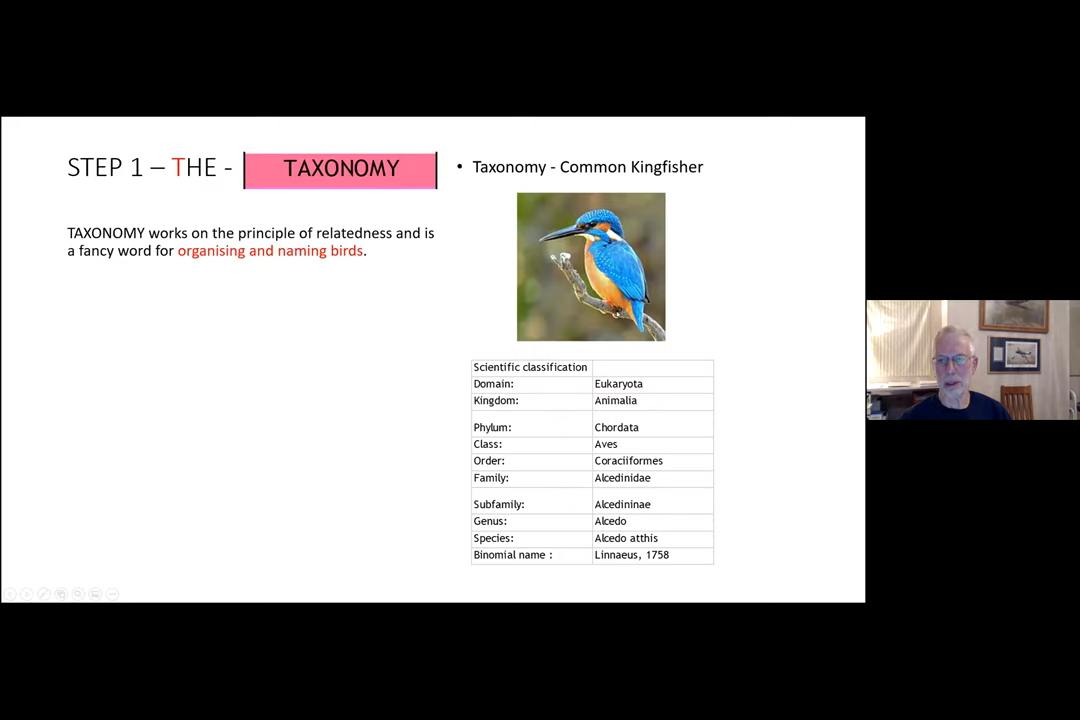 STEP 1 – THE - TAXONOMY
TAXONOMY works on the principle of relatedness and is
a fancy word for organising and naming birds.
• Taxonomy - Common Kingfisher
Scientific classification
Domain: Eukaryota
Kingdom: Animalia
Phylum: Chordata
Class: Aves
Order: Coraciiformes
Family: Alcedinidae
Subfamily: Alcedininae
Genus: Alcedo
Species: Alcedo atthis
Binomial name : Linnaeus, 1758